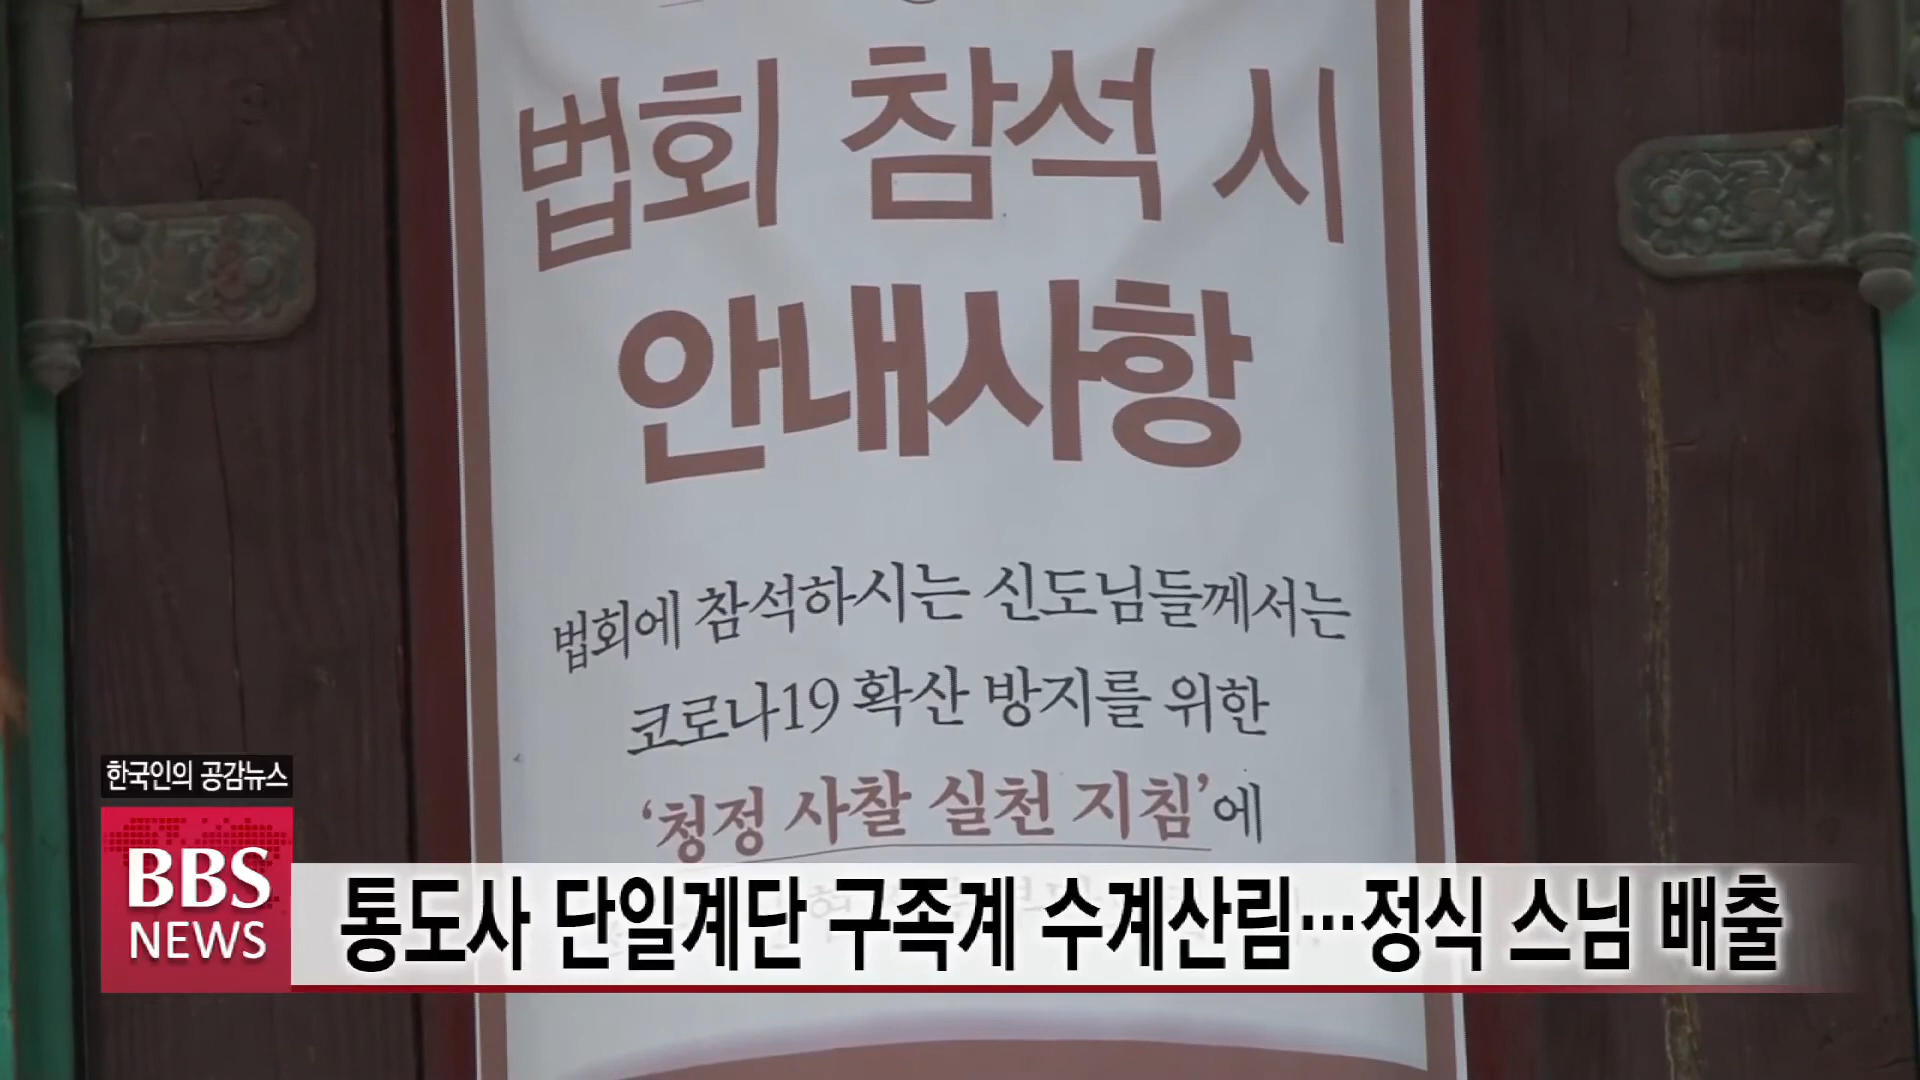 법회 참석 시
안내사항
법회에 참석하시는 신도님들께서는
코로나19 확산 방지를 위한
‘청정 사찰 실천 지침’에
한국인의 공감뉴스
BBS
NEWS
통도사 단일계단 구족계 수계산림…정식 스님 배출